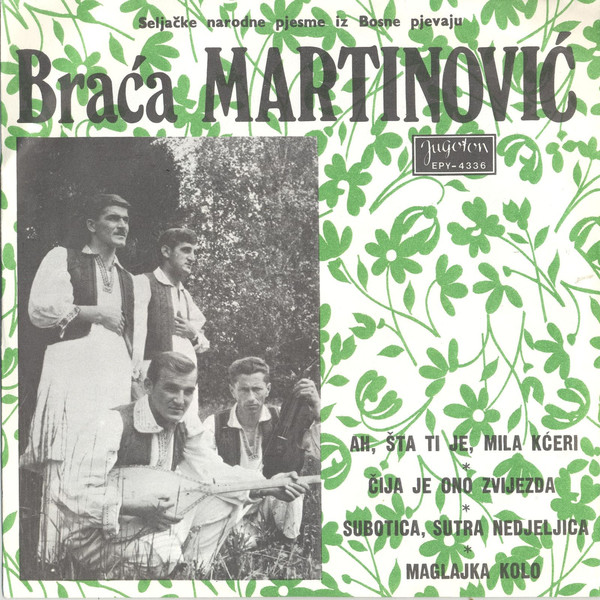 Seljačke narodne pjesme iz Bosne pjevaju
Braća MARTINOVIĆ
Jugoton
EPY-4336
AH, ŠTA TI JE, MILA KĆERI
*
ČIJA JE ONO ZVIJEZDA
*
SUBOTICA, SUTRA NEDJELJICA
*
MAGLAJKA KOLO